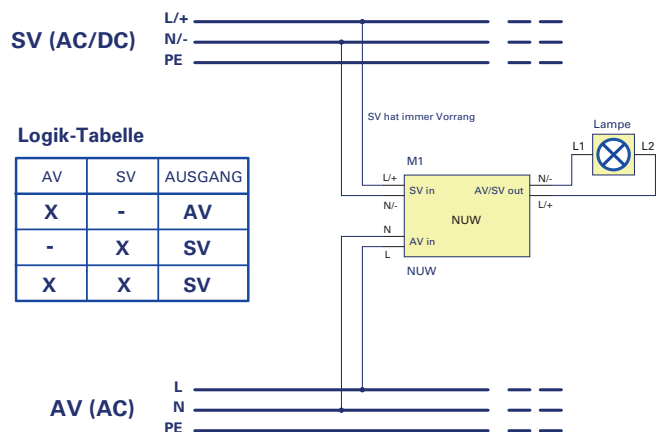 L/+
SV (AC/DC)
N/-
PE
SV hat immer Vorrang
Lampe
L1
L2
Logik-Tabelle
AV SV AUSGANG
X - AV
- X SV
X X SV
M1
L/+
SV in
AV/SV out
N/-
N/-
L/+
NUW
N
AV in
L
NUW
L
AV (AC)
N
PE